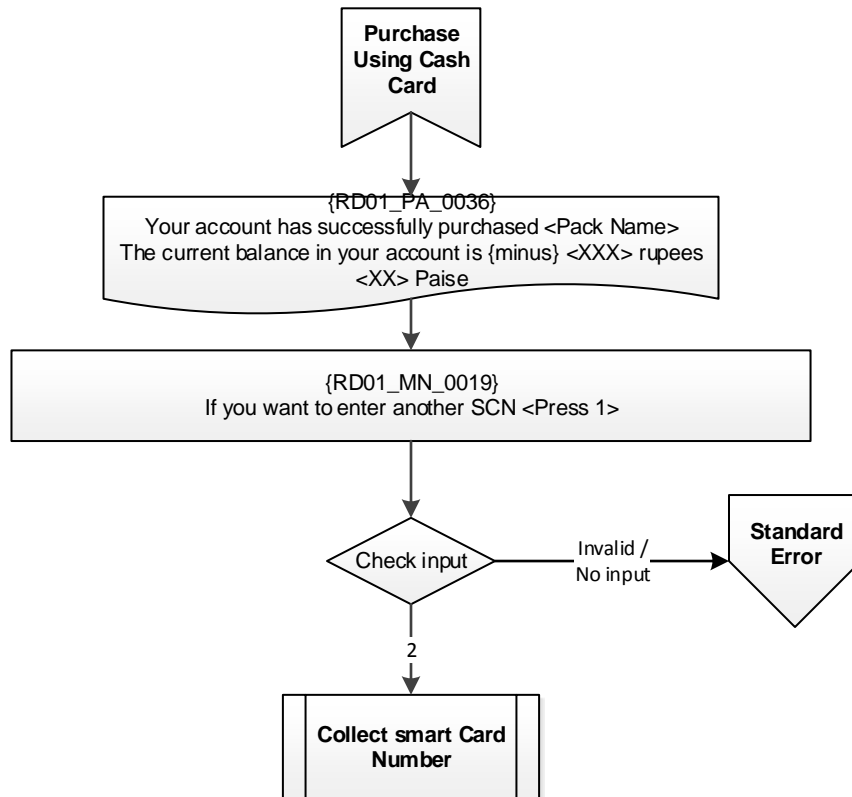 Purchase
Using Cash
Card
{RD01_PA_0036}
Your account has successfully purchased <Pack Name>
The current balance in your account is {minus} <XXX> rupees
<XX> Paise
{RD01_MN_0019}
If you want to enter another SCN <Press 1>
Check input
Invalid /
No input
Standard
Error
2
Collect smart Card
Number